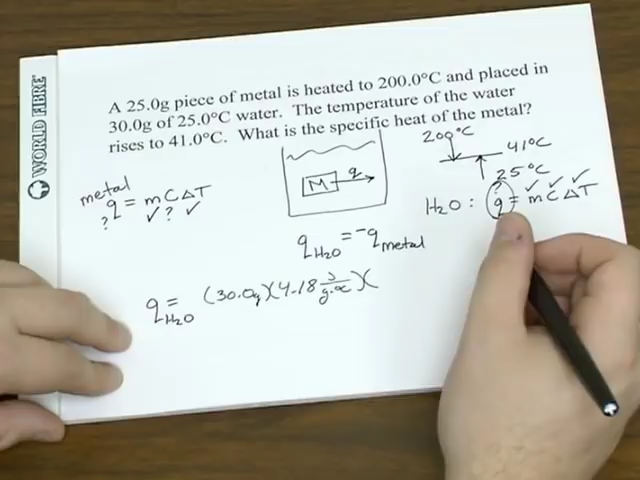 WORLD FIBRE
A 25.0g piece of metal is heated to 200.0°C and placed in
30.0g of 25.0°C water. The temperature of the water
rises to 41.0°C. What is the specific heat of the metal?
200°C
41°C
25°C
metal
q = mCΔT
? ✓ ? ✓
M q
?
✓ ✓ ✓
H2O : q = mCΔT
qH2O = -qmetal
qH2O = (30.0g)(4.18 J/g·°C)(